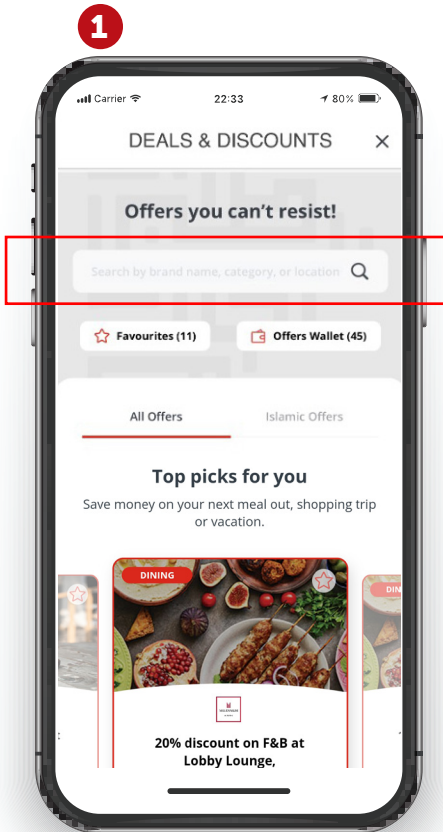 1
Carrier
22:33
80%
DEALS & DISCOUNTS
Offers you can't resist!
Search by brand name, category, or location
Favourites (11)
Offers Wallet (45)
All Offers
Islamic Offers
Top picks for you
Save money on your next meal out, shopping trip
or vacation.
DINING
DIN
20% discount on F&B at
Lobby Lounge,